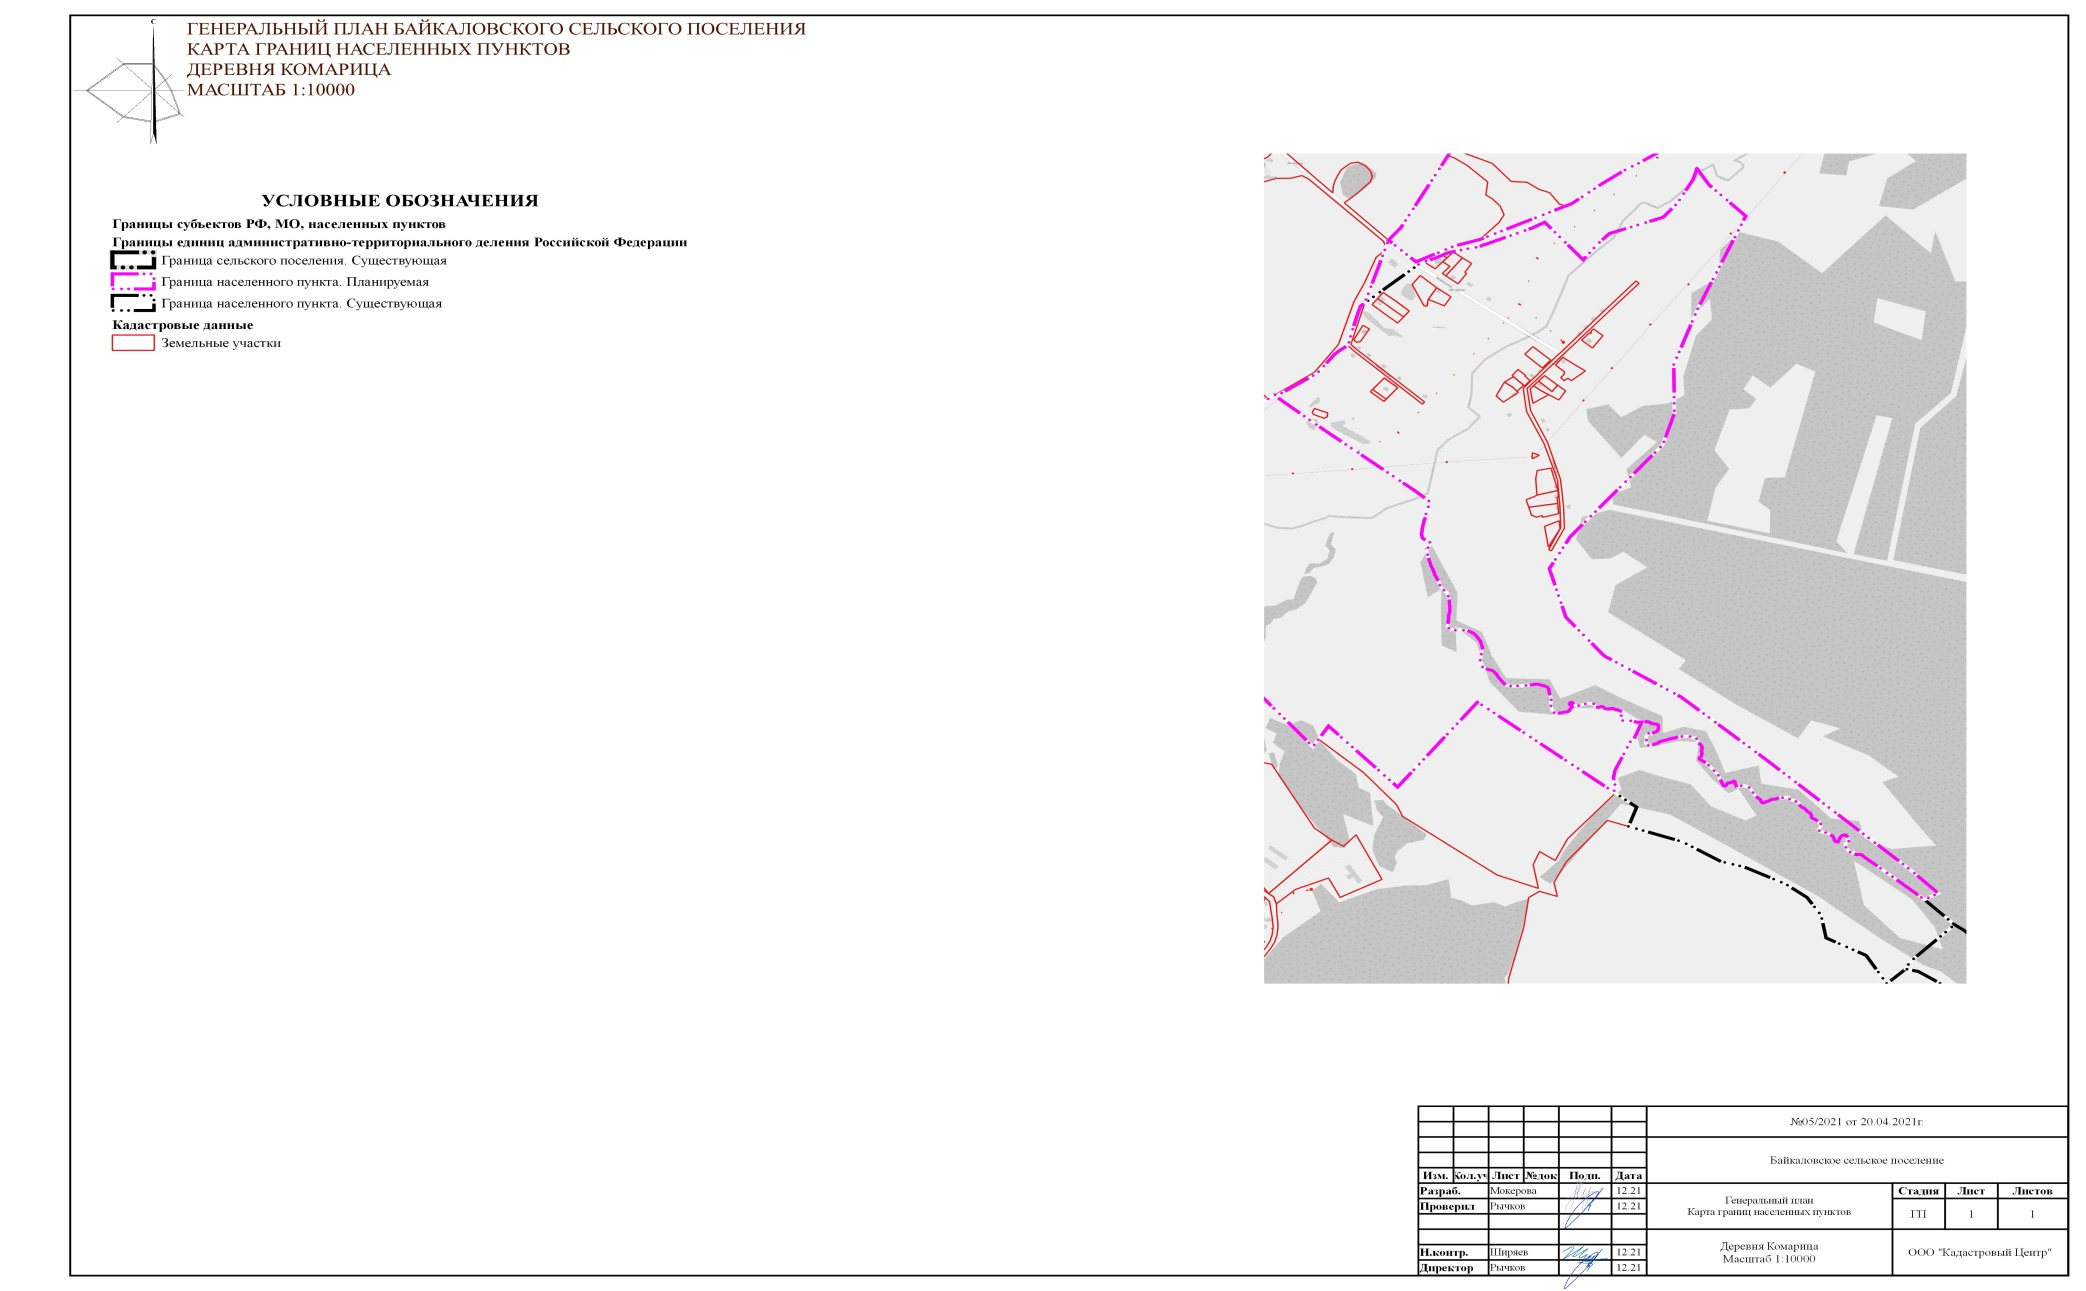 С
ГЕНЕРАЛЬНЫЙ ПЛАН БАЙКАЛОВСКОГО СЕЛЬСКОГО ПОСЕЛЕНИЯ
КАРТА ГРАНИЦ НАСЕЛЕННЫХ ПУНКТОВ
ДЕРЕВНЯ КОМАРИЦА
МАСШТАБ 1:10000
УСЛОВНЫЕ ОБОЗНАЧЕНИЯ
Границы субъектов РФ, МО, населенных пунктов
Границы единиц административно-территориального деления Российской Федерации
Граница сельского поселения. Существующая
Граница населенного пункта. Планируемая
Граница населенного пункта. Существующая
Кадастровые данные
Земельные участки
№05/2021 от 20.04.2021г.
Байкаловское сельское поселение
Изм. Кол.уч Лист №док Подп. Дата
Разраб. Мокерова 12.21
Проверил Рычков 12.21
Н.контр. Ширяев 12.21
Директор Рычков 12.21
Генеральный план
Карта границ населенных пунктов
Стадия Лист Листов
ГП 1 1
Деревня Комарица
Масштаб 1:10000
ООО "Кадастровый Центр"